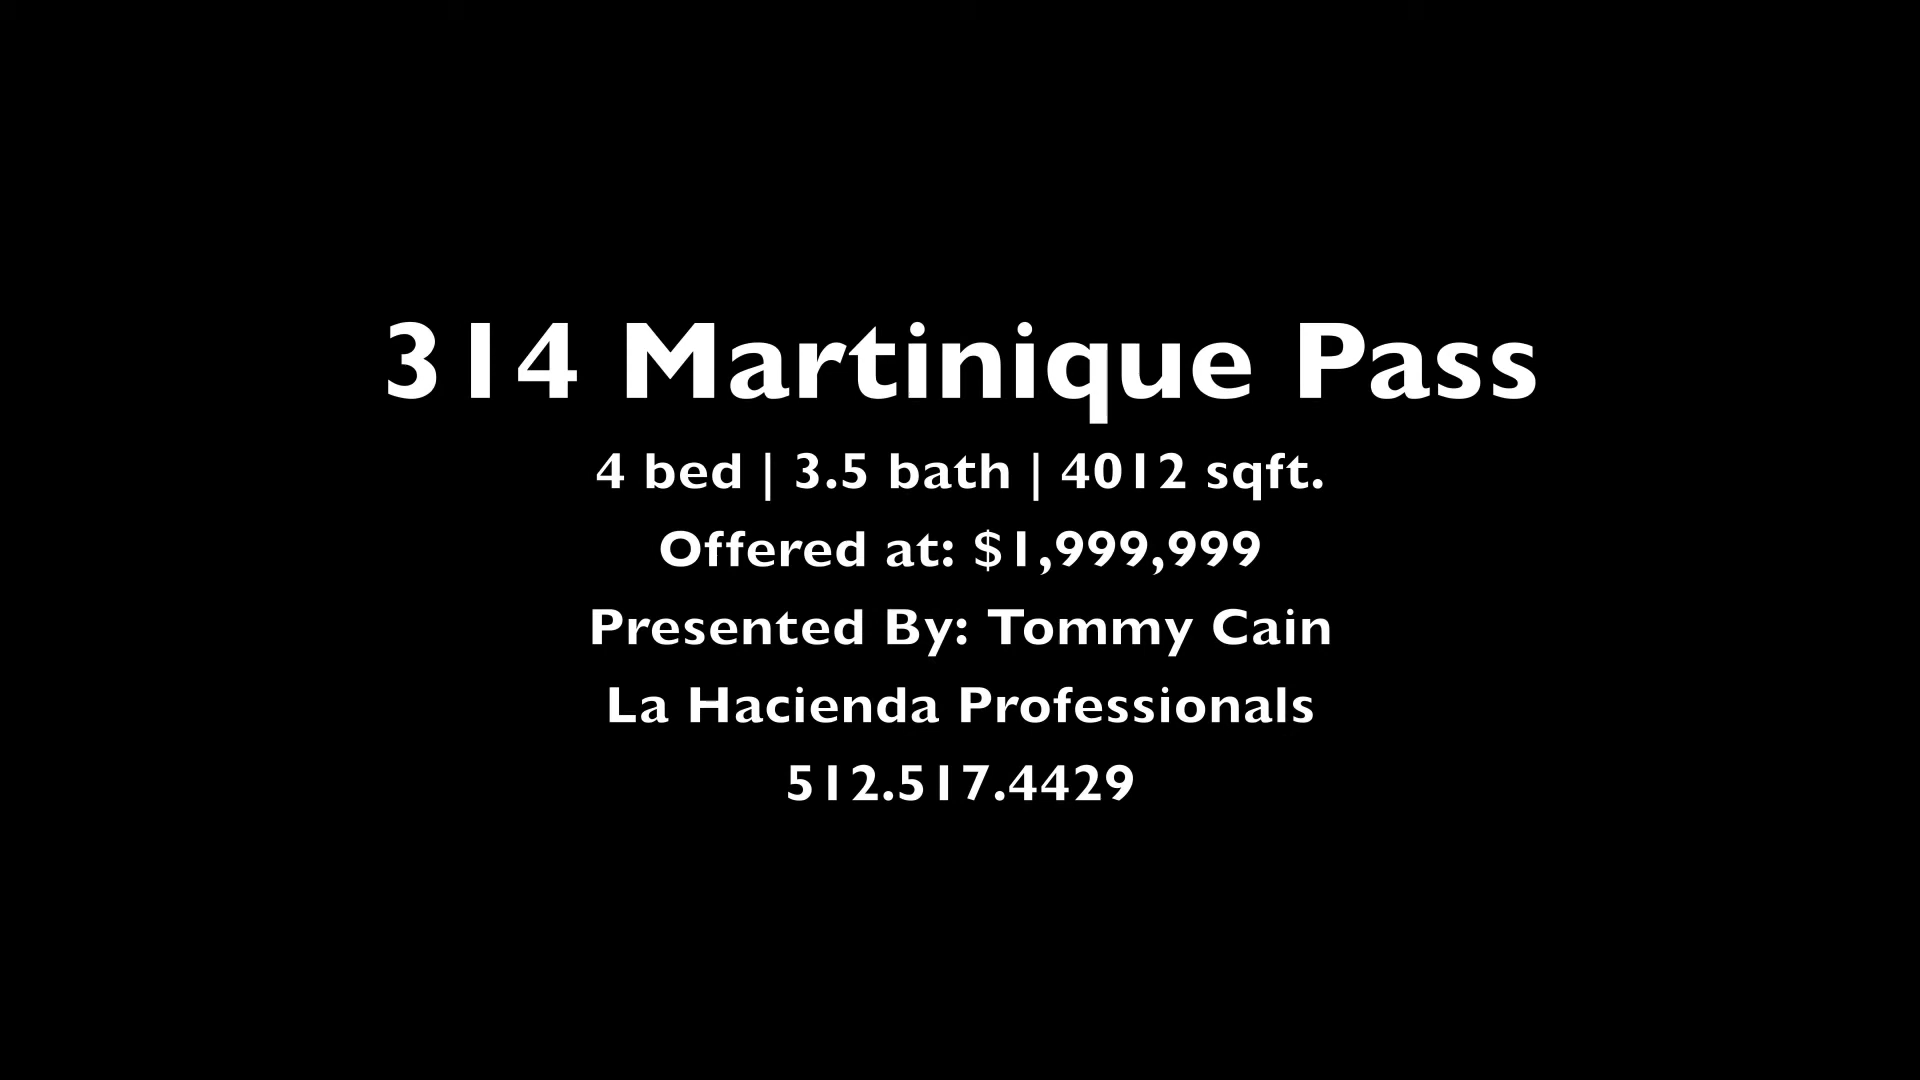 314 Martinique Pass
4 bed | 3.5 bath | 4012 sqft.
Offered at: $1,999,999
Presented By: Tommy Cain
La Hacienda Professionals
512.517.4429